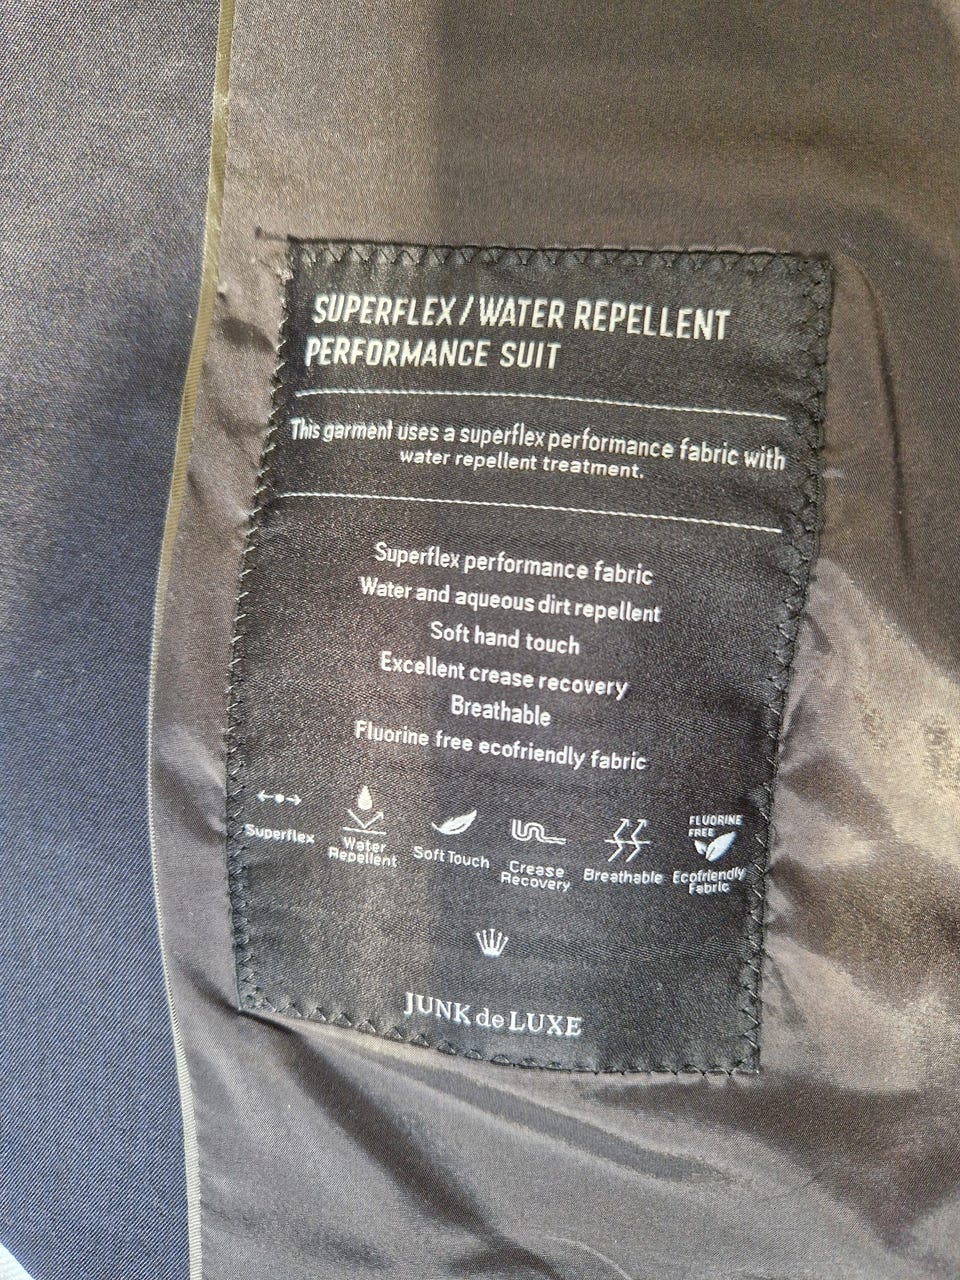 SUPERFLEX / WATER REPELLENT
PERFORMANCE SUIT
This garment uses a superflex performance fabric with
water repellent treatment.
Superflex performance fabric
Water and aqueous dirt repellent
Soft hand touch
Excellent crease recovery
Breathable
Fluorine free ecofriendly fabric
Superflex
Water
Repellent
Soft Touch
Crease
Recovery
Breathable
FLUORINE
FREE
Ecofriendly
Fabric
JUNK de LUXE